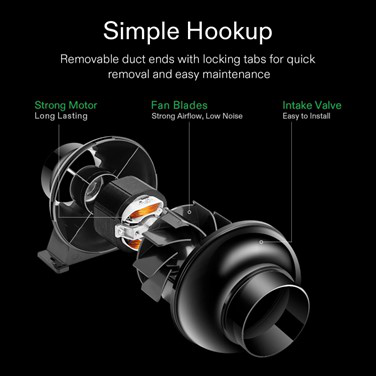 Simple Hookup
Removable duct ends with locking tabs for quick
removal and easy maintenance
Strong Motor
Long Lasting
Fan Blades
Strong Airflow, Low Noise
Intake Valve
Easy to Install